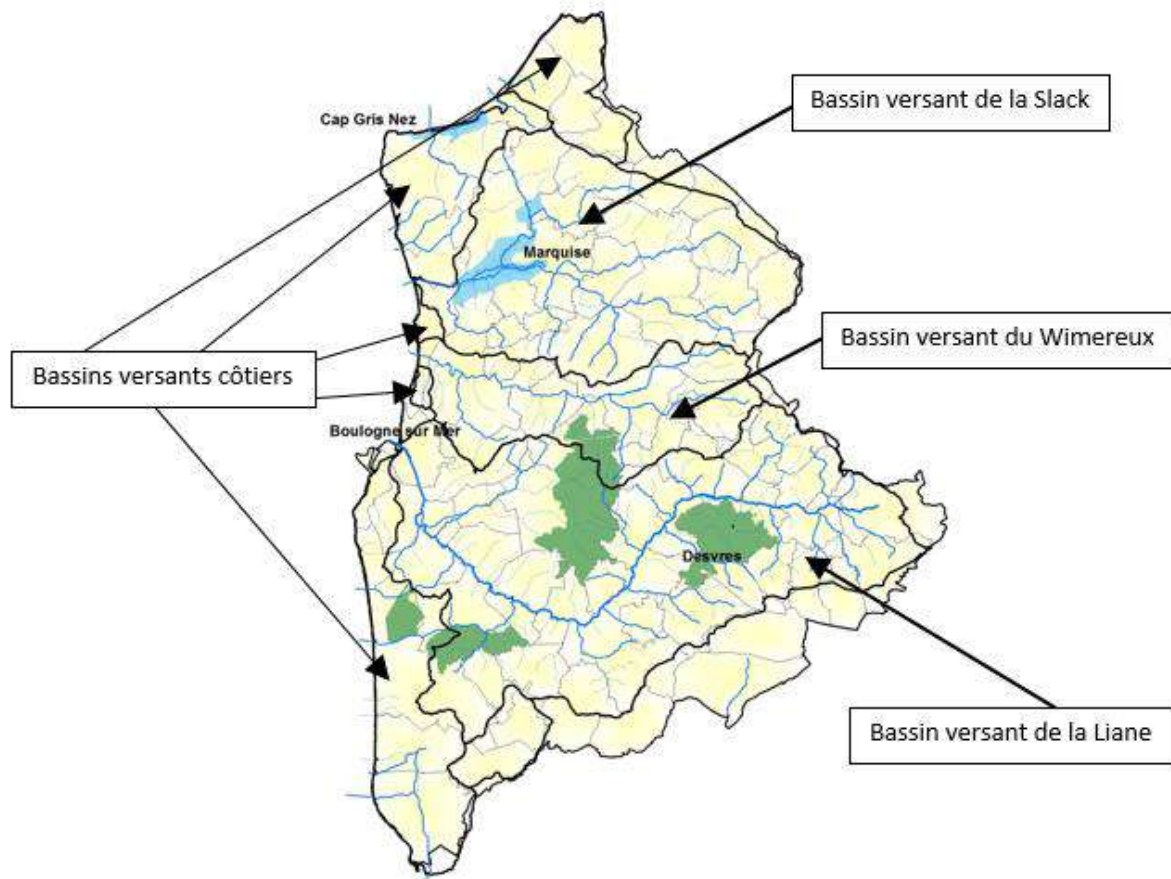 Bassin versant de la Slack
Cap Gris Nez
Marquise
Bassin versant du Wimereux
Bassins versants côtiers
Boulogne sur Mer
Desvres
Bassin versant de la Liane